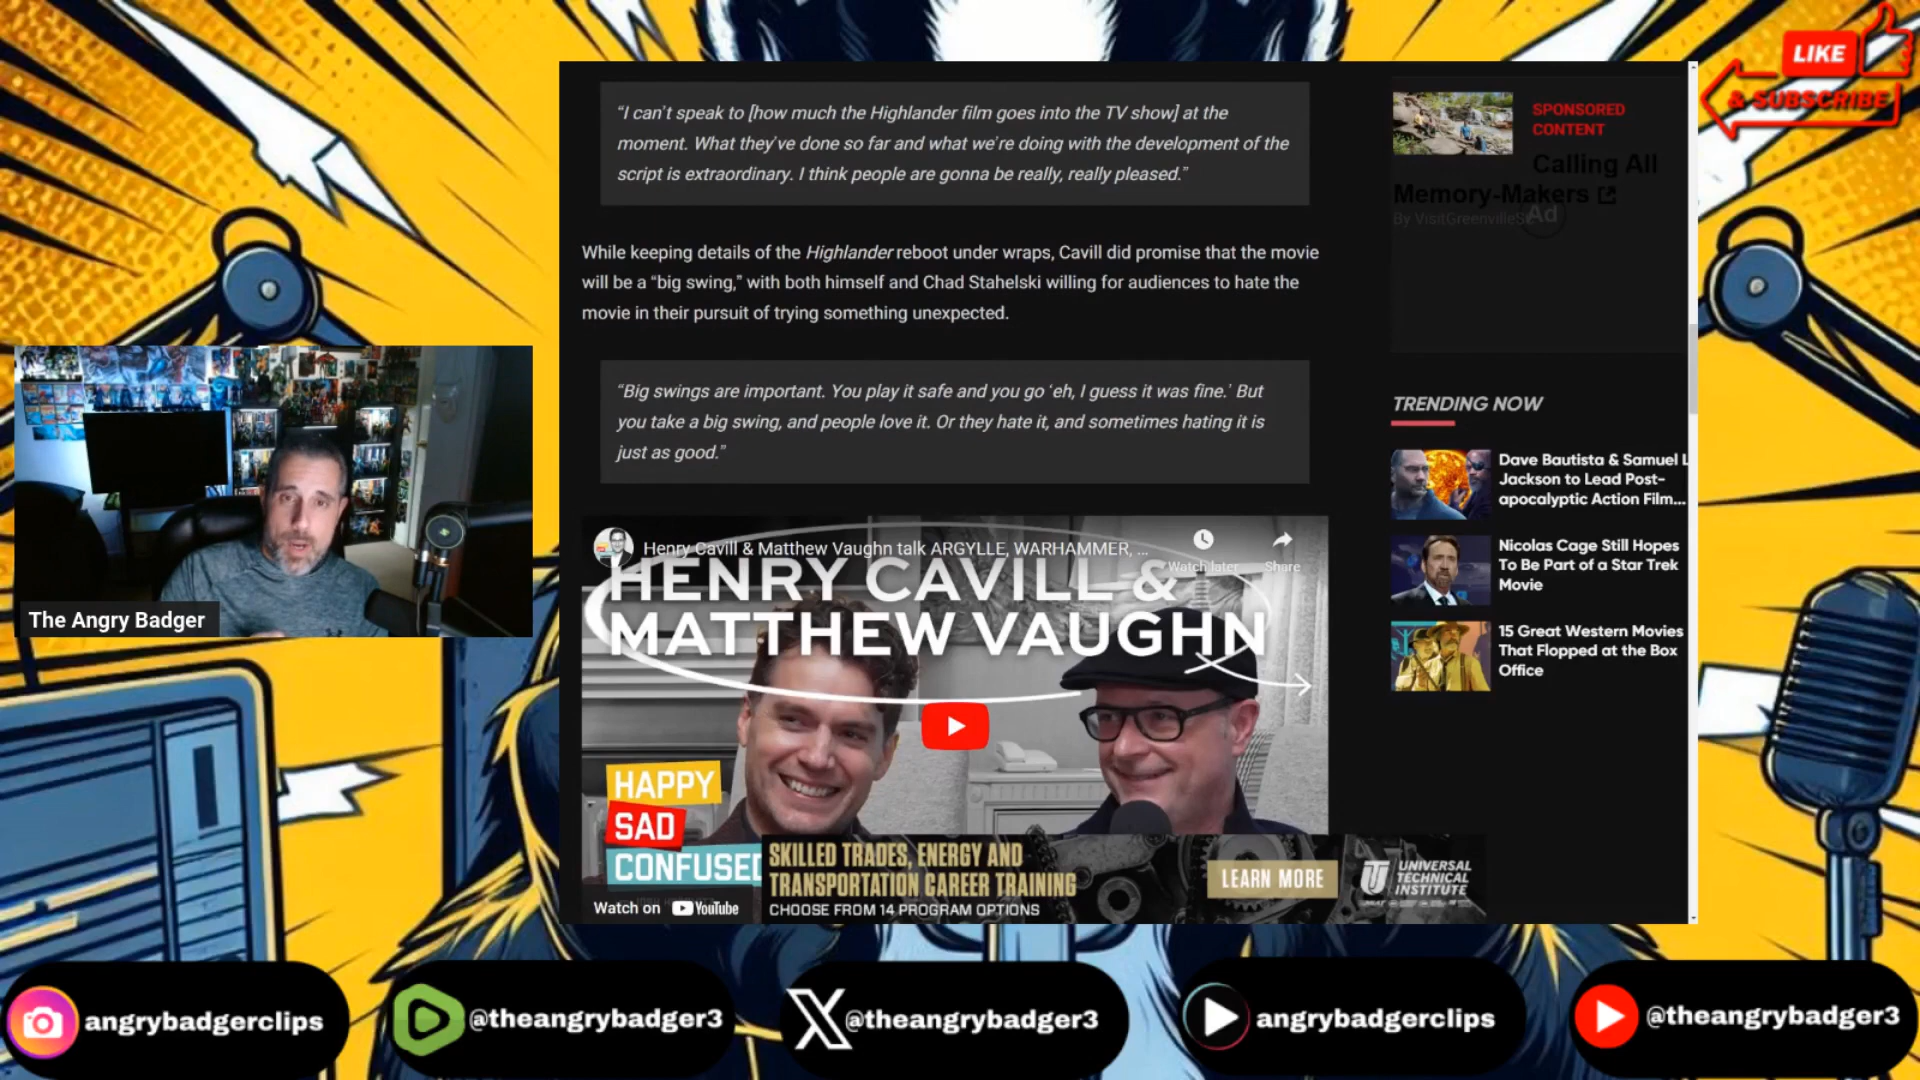 LIKE
& SUBSCRIBE
“I can’t speak to [how much the Highlander film goes into the TV show] at the
moment. What they’ve done so far and what we’re doing with the development of the
script is extraordinary. I think people are gonna be really, really pleased.”
While keeping details of the Highlander reboot under wraps, Cavill did promise that the movie
will be a “big swing,” with both himself and Chad Stahelski willing for audiences to hate the
movie in their pursuit of trying something unexpected.
“Big swings are important. You play it safe and you go ‘eh, I guess it was fine.’ But
you take a big swing, and people love it. Or they hate it, and sometimes hating it is
just as good.”
Henry Cavill & Matthew Vaughn talk ARGYLLE, WARHAMMER, ...
Watch later
Share
HENRY CAVILL &
MATTHEW VAUGHN
HAPPY
SAD
CONFUSED
Watch on YouTube
SKILLED TRADES, ENERGY AND
TRANSPORTATION CAREER TRAINING
CHOOSE FROM 14 PROGRAM OPTIONS
LEARN MORE
UNIVERSAL
TECHNICAL
INSTITUTE
SPONSORED
CONTENT
Calling All
Memory-Makers
By VisitGreenvilleS
Ad
TRENDING NOW
Dave Bautista & Samuel L
Jackson to Lead Post-
apocalyptic Action Film...
Nicolas Cage Still Hopes
To Be Part of a Star Trek
Movie
15 Great Western Movies
That Flopped at the Box
Office
The Angry Badger
angrybadgerclips
@theangrybadger3
@theangrybadger3
angrybadgerclips
@theangrybadger3